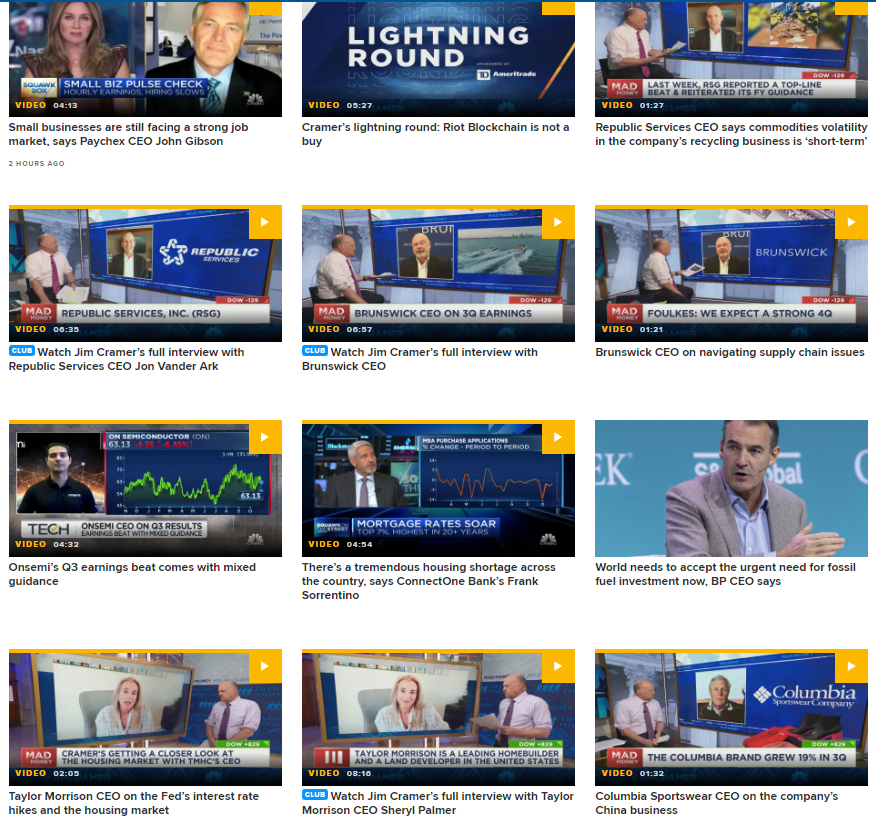 Nas
SQUAWK BOX
SMALL BIZ PULSE CHECK
HOURLY EARNINGS, HIRING SLOWS
VIDEO 04:13
Small businesses are still facing a strong job
market, says Paychex CEO John Gibson
2 HOURS AGO
LIGHTNING
ROUND
SPONSORED BY
TD Ameritrade
VIDEO 05:27
Cramer's lightning round: Riot Blockchain is not a
buy
DOW -129
MAD MONEY
LAST WEEK, RSG REPORTED A TOP-LINE
BEAT & REITERATED ITS FY GUIDANCE
VIDEO 01:27
Republic Services CEO says commodities volatility
in the company's recycling business is 'short-term'
REPUBLIC
SERVICES
DOW -129
MAD MONEY
REPUBLIC SERVICES, INC. (RSG)
VIDEO 06:35
CLUB Watch Jim Cramer's full interview with
Republic Services CEO Jon Vander Ark
DOW -129
MAD MONEY
BRUNSWICK CEO ON 3Q EARNINGS
VIDEO 06:57
CLUB Watch Jim Cramer's full interview with
Brunswick CEO
BRUNSWICK
DOW -129
MAD MONEY
FOULKES: WE EXPECT A STRONG 4Q
VIDEO 01:21
Brunswick CEO on navigating supply chain issues
ON SEMICONDUCTOR (ON)
63.13 -4.35 [-6.45%]
63.13
TECH
ONSEMI CEO ON Q3 RESULTS
EARNINGS BEAT WITH MIXED GUIDANCE
VIDEO 04:32
Onsemi's Q3 earnings beat comes with mixed
guidance
MBA PURCHASE APPLICATIONS
% CHANGE - PERIOD TO PERIOD
SQUAWK ON THE STREET
MORTGAGE RATES SOAR
TOP 7%, HIGHEST IN 20+ YEARS
VIDEO 04:54
There's a tremendous housing shortage across
the country, says ConnectOne Bank's Frank
Sorrentino
EK
S&P Global
World needs to accept the urgent need for fossil
fuel investment now, BP CEO says
DOW +829
MAD MONEY
CRAMER'S GETTING A CLOSER LOOK AT
THE HOUSING MARKET WITH TMHC'S CEO
VIDEO 02:05
Taylor Morrison CEO on the Fed's interest rate
hikes and the housing market
DOW +829
TAYLOR MORRISON IS A LEADING HOMEBUILDER
AND A LAND DEVELOPER IN THE UNITED STATES
VIDEO 08:16
CLUB Watch Jim Cramer's full interview with Taylor
Morrison CEO Sheryl Palmer
Columbia
Sportswear Company
DOW +829
MAD MONEY
THE COLUMBIA BRAND GREW 19% IN 3Q
VIDEO 01:32
Columbia Sportswear CEO on the company's
China business